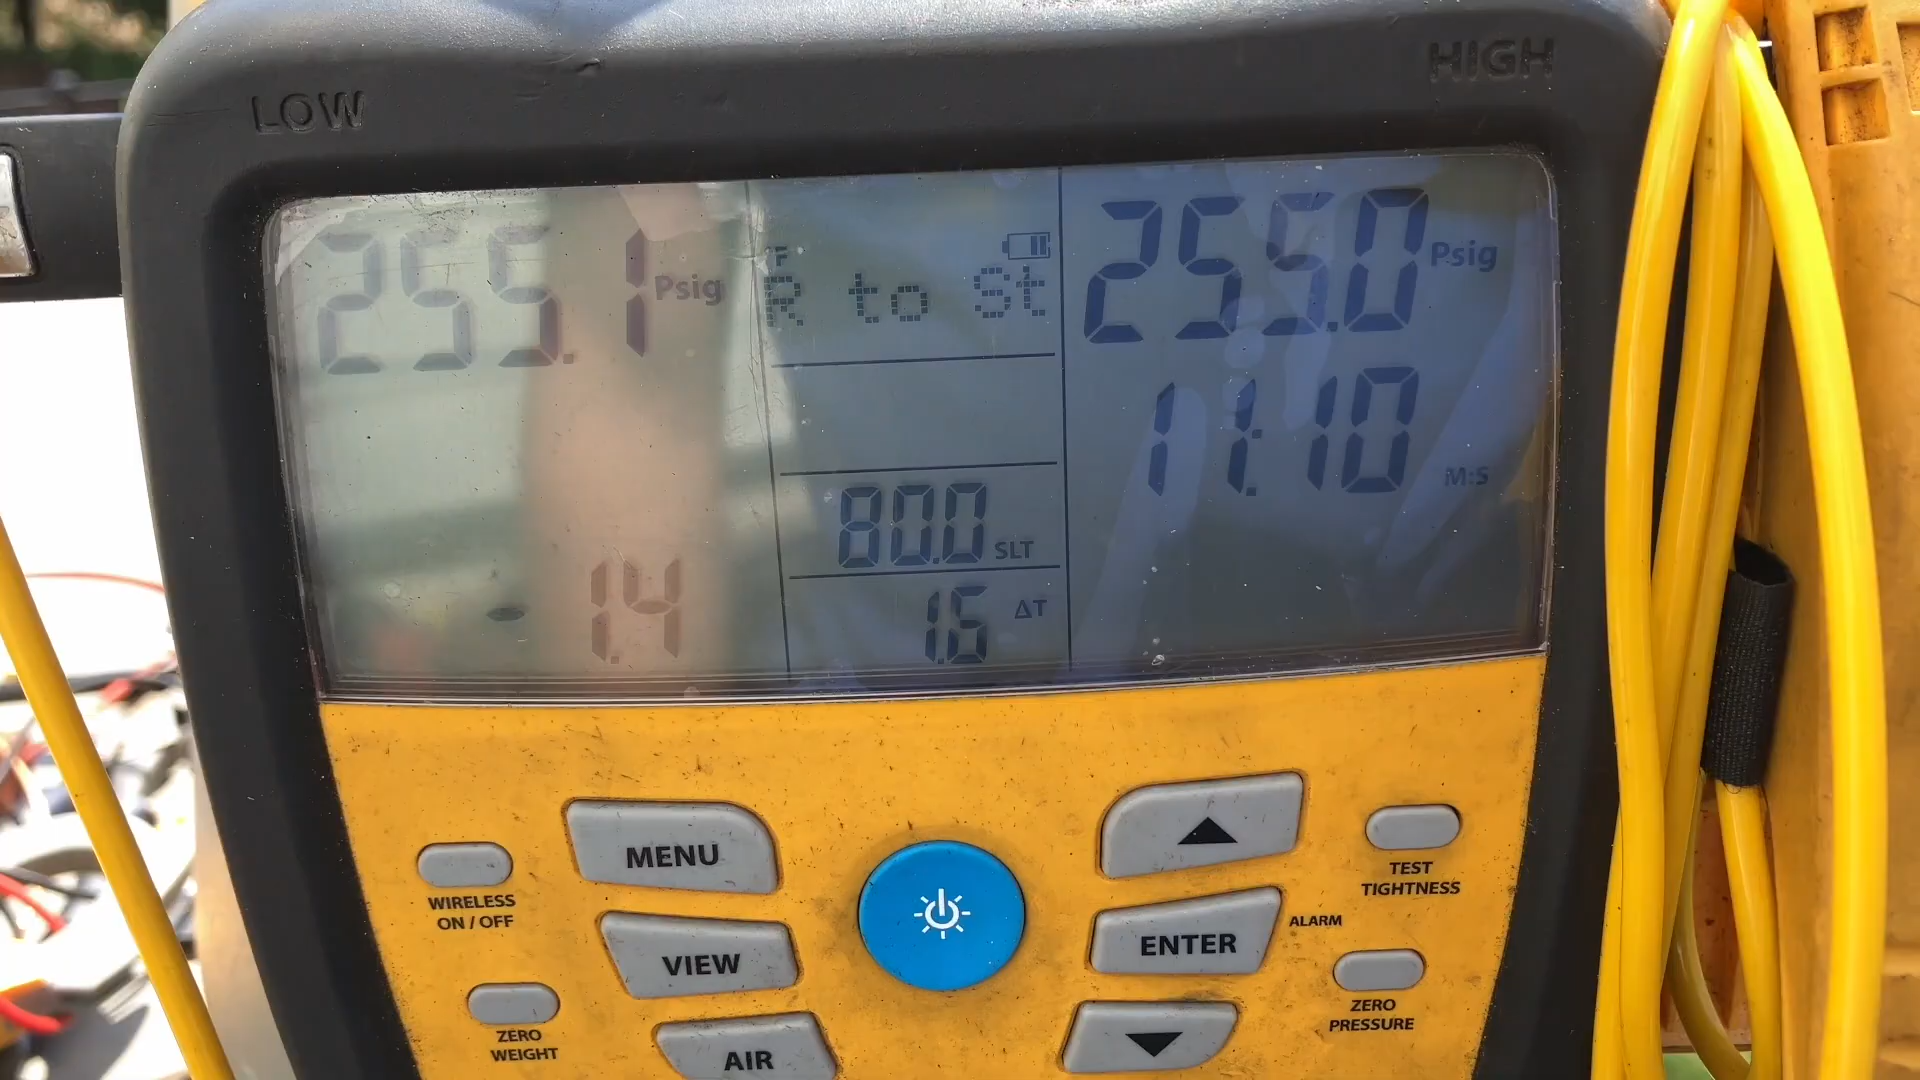 LOW
HIGH
255.1 Psig
°F
R to St
255.0 Psig
11:10 M:S
80.0 SLT
- 1.4
1.6 ΔT
MENU
VIEW
AIR
ENTER
WIRELESS
ON / OFF
ZERO
WEIGHT
TEST
TIGHTNESS
ALARM
ZERO
PRESSURE